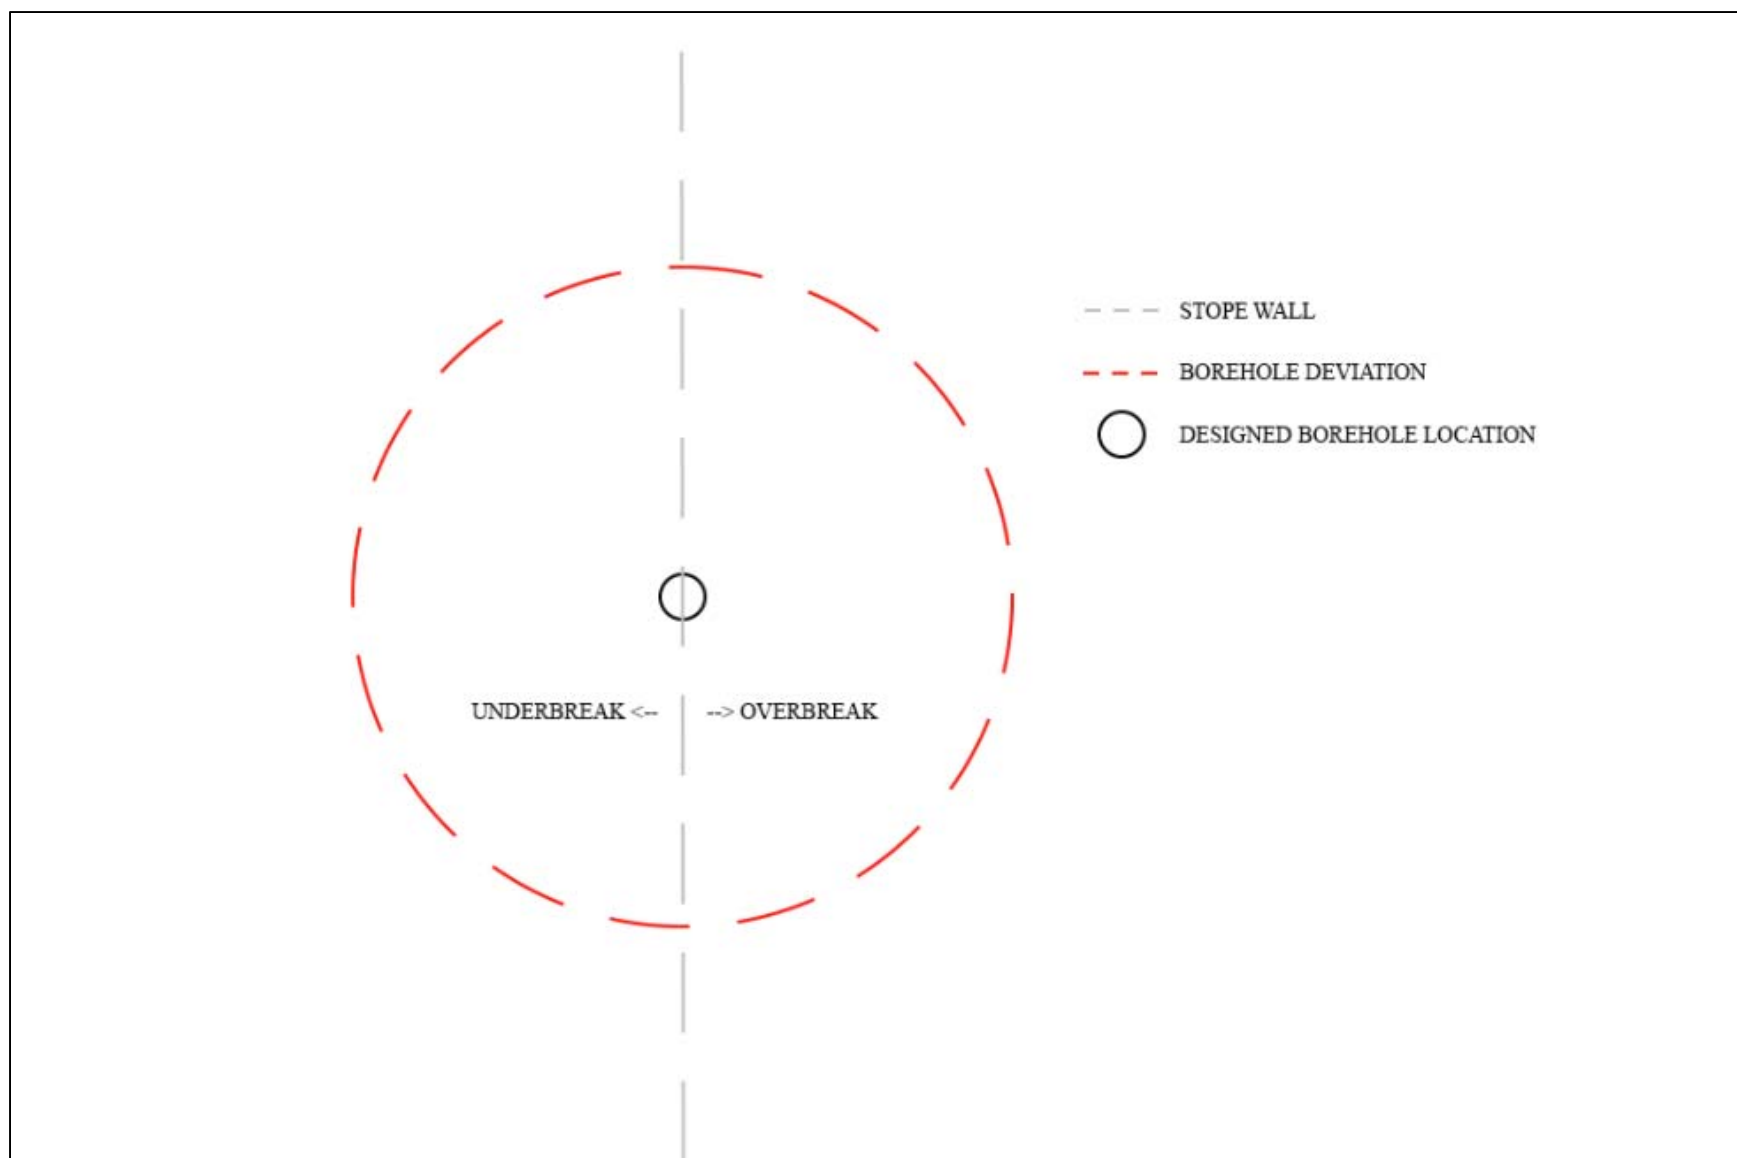 STOPE WALL
BOREHOLE DEVIATION
DESIGNED BOREHOLE LOCATION
UNDERBREAK <-- --> OVERBREAK